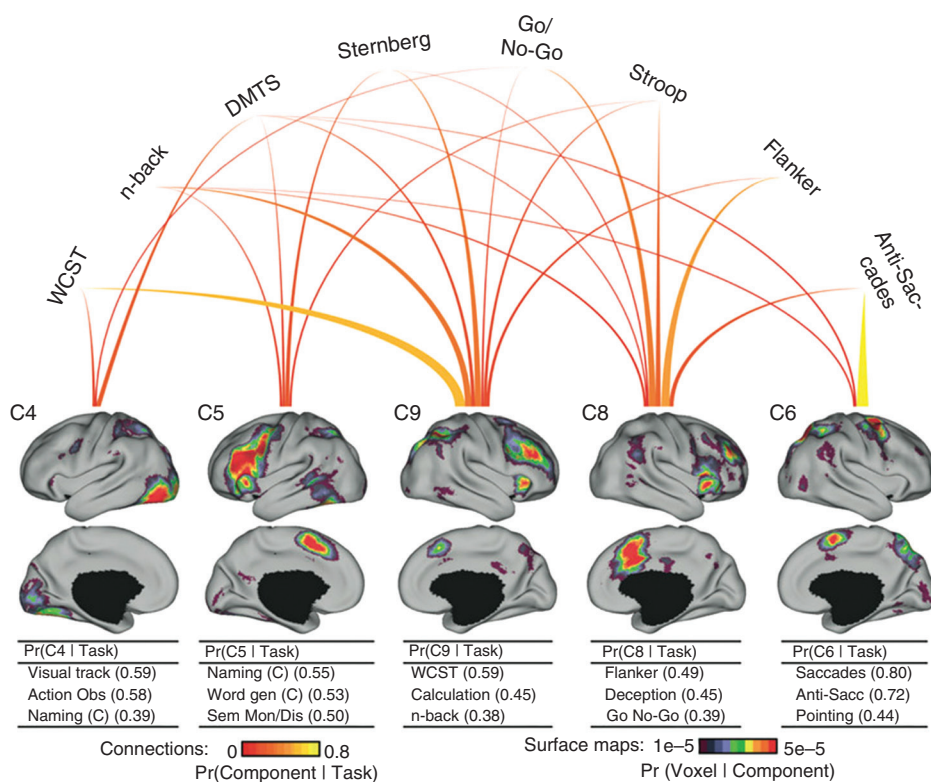 Go/
No-Go
Sternberg
Stroop
DMTS
n-back
Flanker
WCST
Anti-Sac-
cades
C4
C5
C9
C8
C6
Pr(C4 | Task)
Visual track (0.59)
Action Obs (0.58)
Naming (C) (0.39)
Pr(C5 | Task)
Naming (C) (0.55)
Word gen (C) (0.53)
Sem Mon/Dis (0.50)
Pr(C9 | Task)
WCST (0.59)
Calculation (0.45)
n-back (0.38)
Pr(C8 | Task)
Flanker (0.49)
Deception (0.45)
Go No-Go (0.39)
Pr(C6 | Task)
Saccades (0.80)
Anti-Sacc (0.72)
Pointing (0.44)
Connections: 0 0.8
Pr(Component | Task)
Surface maps: 1e–5 5e–5
Pr (Voxel | Component)